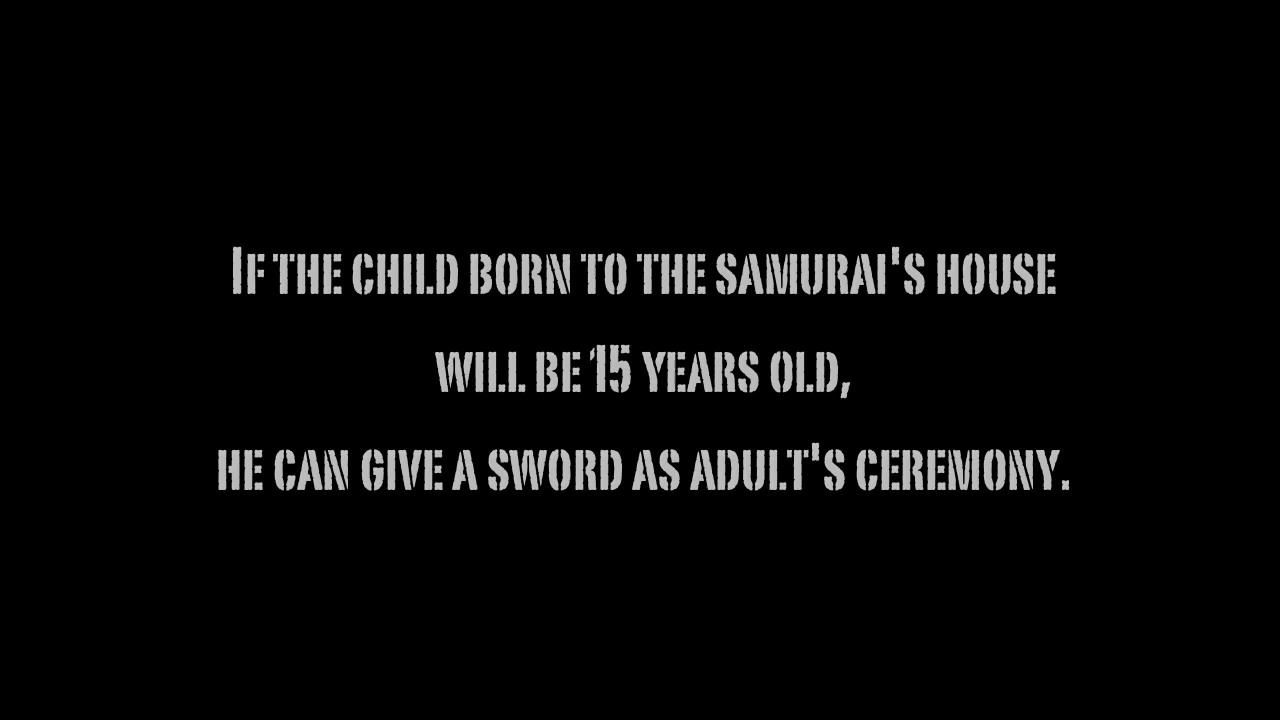 If the child born to the samurai's house
will be 15 years old,
he can give a sword as adult's ceremony.